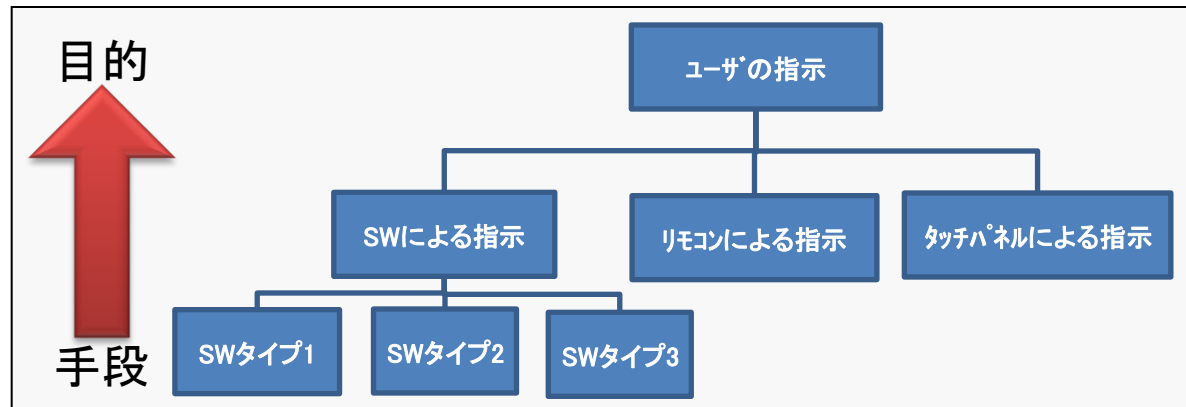 目的
ﾕｰｻﾞの指示
SWによる指示
ﾘﾓｺﾝによる指示
ﾀｯﾁﾊﾟﾈﾙによる指示
SWタイプ1
SWタイプ2
SWタイプ3
手段